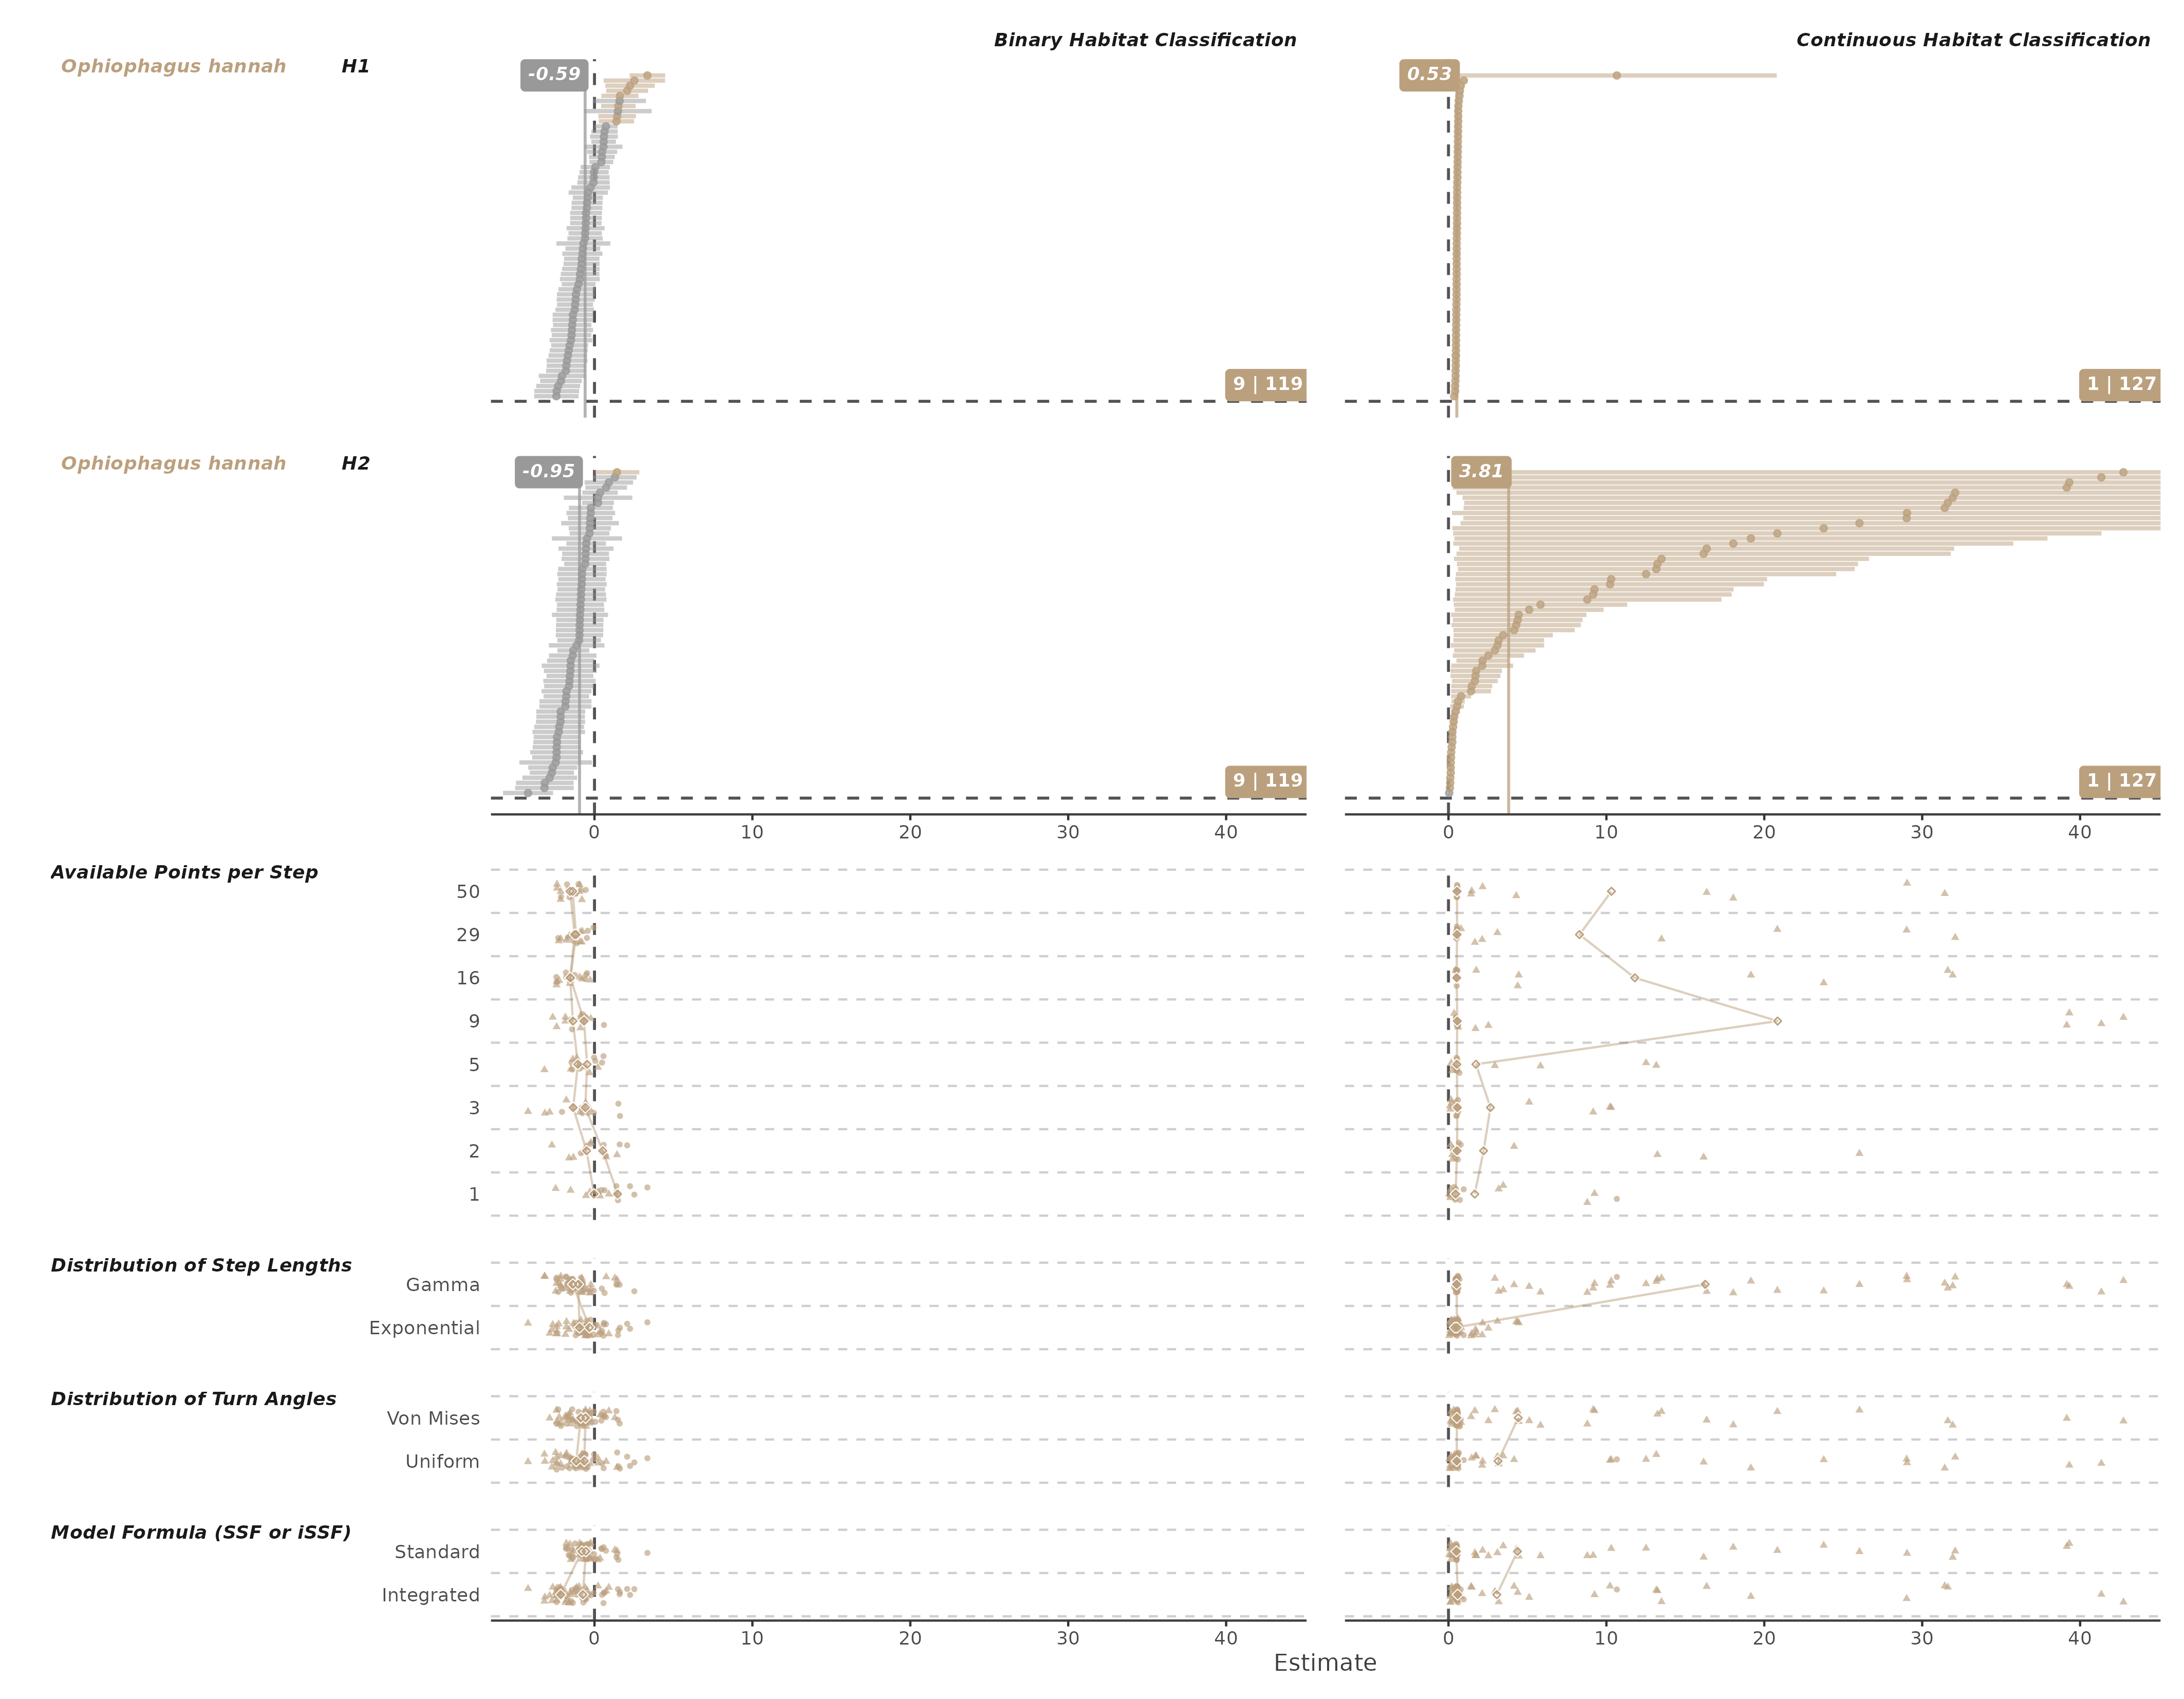 Binary Habitat Classification
Continuous Habitat Classification
Ophiophagus hannah H1
-0.59
0.53
9 | 119
1 | 127
Ophiophagus hannah H2
-0.95
3.81
9 | 119
1 | 127
0 10 20 30 40
0 10 20 30 40
Available Points per Step
50
29
16
9
5
3
2
1
Distribution of Step Lengths
Gamma
Exponential
Distribution of Turn Angles
Von Mises
Uniform
Model Formula (SSF or iSSF)
Standard
Integrated
0 10 20 30 40
0 10 20 30 40
Estimate